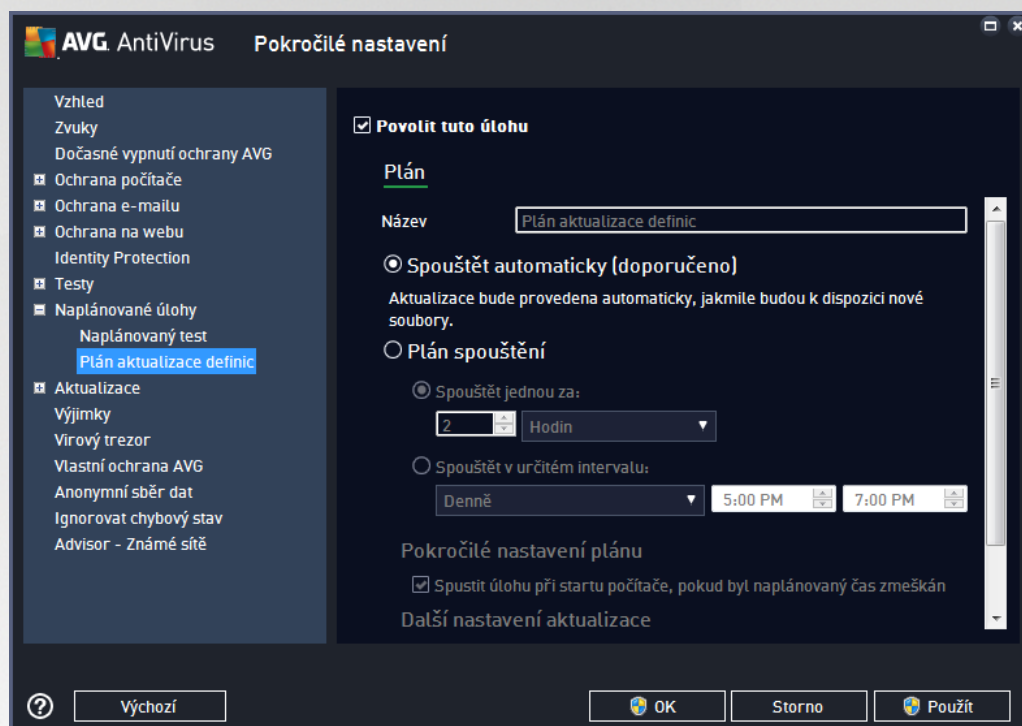 AVG. AntiVirus Pokročilé nastavení
Vzhled
Zvuky
Dočasné vypnutí ochrany AVG
Ochrana počítače
Ochrana e-mailu
Ochrana na webu
Identity Protection
Testy
Naplánované úlohy
Naplánovaný test
Plán aktualizace definic
Aktualizace
Výjimky
Virový trezor
Vlastní ochrana AVG
Anonymní sběr dat
Ignorovat chybový stav
Advisor - Známé sítě
Povolit tuto úlohu
Plán
Název Plán aktualizace definic
Spouštět automaticky (doporučeno)
Aktualizace bude provedena automaticky, jakmile budou k dispozici nové
soubory.
Plán spouštění
Spouštět jednou za:
2 Hodin
Spouštět v určitém intervalu:
Denně 5:00 PM 7:00 PM
Pokročilé nastavení plánu
Spustit úlohu při startu počítače, pokud byl naplánovaný čas zmeškán
Další nastavení aktualizace
? Výchozí OK Storno Použít